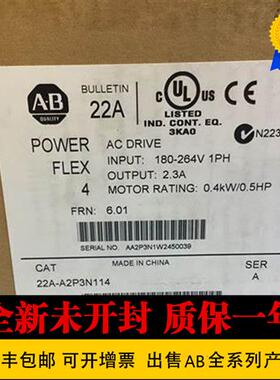 AB
QUALITY
BULLETIN
22A
UL
LISTED
IND. CONT. EQ.
3KA0
N223
POWER
FLEX
4
AC DRIVE
INPUT: 180-264V 1PH
OUTPUT: 2.3A
MOTOR RATING: 0.4kW/0.5HP
FRN: 6.01
SERIAL NO. AA2P3N1W2450039
CAT
MADE IN CHINA
SER
22A-A2P3N114
A
全新未开封 质保一年
丰包邮 可开增票 出售AB全系列产